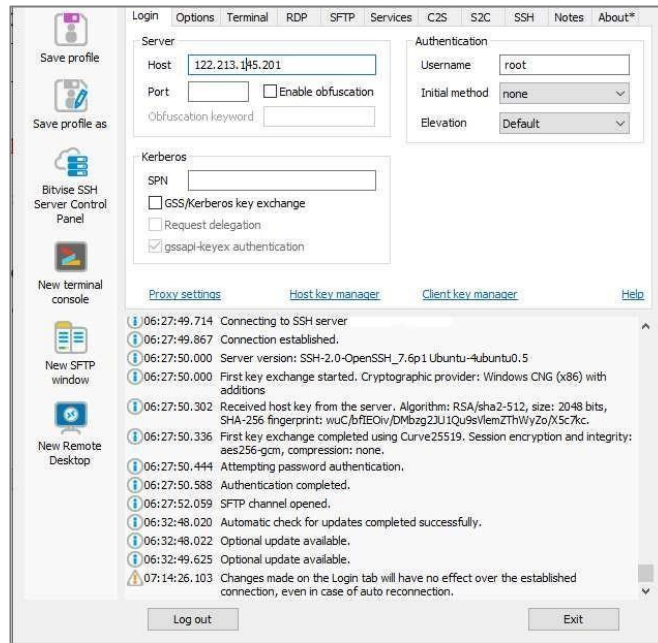 Save profile
Save profile as
Bitvise SSH
Server Control
Panel
New terminal
console
New SFTP
window
New Remote
Desktop
Login Options Terminal RDP SFTP Services C2S S2C SSH Notes About*
Server
Host 122.213.145.201
Port Enable obfuscation
Obfuscation keyword
Authentication
Username root
Initial method none
Elevation Default
Kerberos
SPN
GSS/Kerberos key exchange
Request delegation
gssapi-keyex authentication
Proxy settings Host key manager Client key manager Help
06:27:49.714 Connecting to SSH server
06:27:49.867 Connection established.
06:27:50.000 Server version: SSH-2.0-OpenSSH_7.6p1 Ubuntu-4ubuntu0.5
06:27:50.000 First key exchange started. Cryptographic provider: Windows CNG (x86) with
additions
06:27:50.302 Received host key from the server. Algorithm: RSA/sha2-512, size: 2048 bits,
SHA-256 fingerprint: wuC/bfIEOiv/DMbzg2JU1Qu9sVlemZThWyZo/X5c7kc.
06:27:50.336 First key exchange completed using Curve25519. Session encryption and integrity:
aes256-gcm, compression: none.
06:27:50.444 Attempting password authentication.
06:27:50.588 Authentication completed.
06:27:52.059 SFTP channel opened.
06:32:48.020 Automatic check for updates completed successfully.
06:32:48.022 Optional update available.
06:32:49.625 Optional update available.
07:14:26.103 Changes made on the Login tab will have no effect over the established
connection, even in case of auto reconnection.
Log out Exit